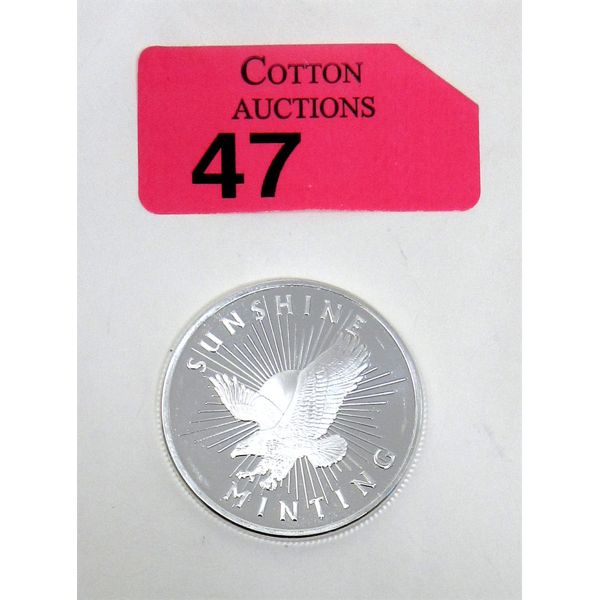 COTTON
AUCTIONS
47
SUNSHINE
MINTING